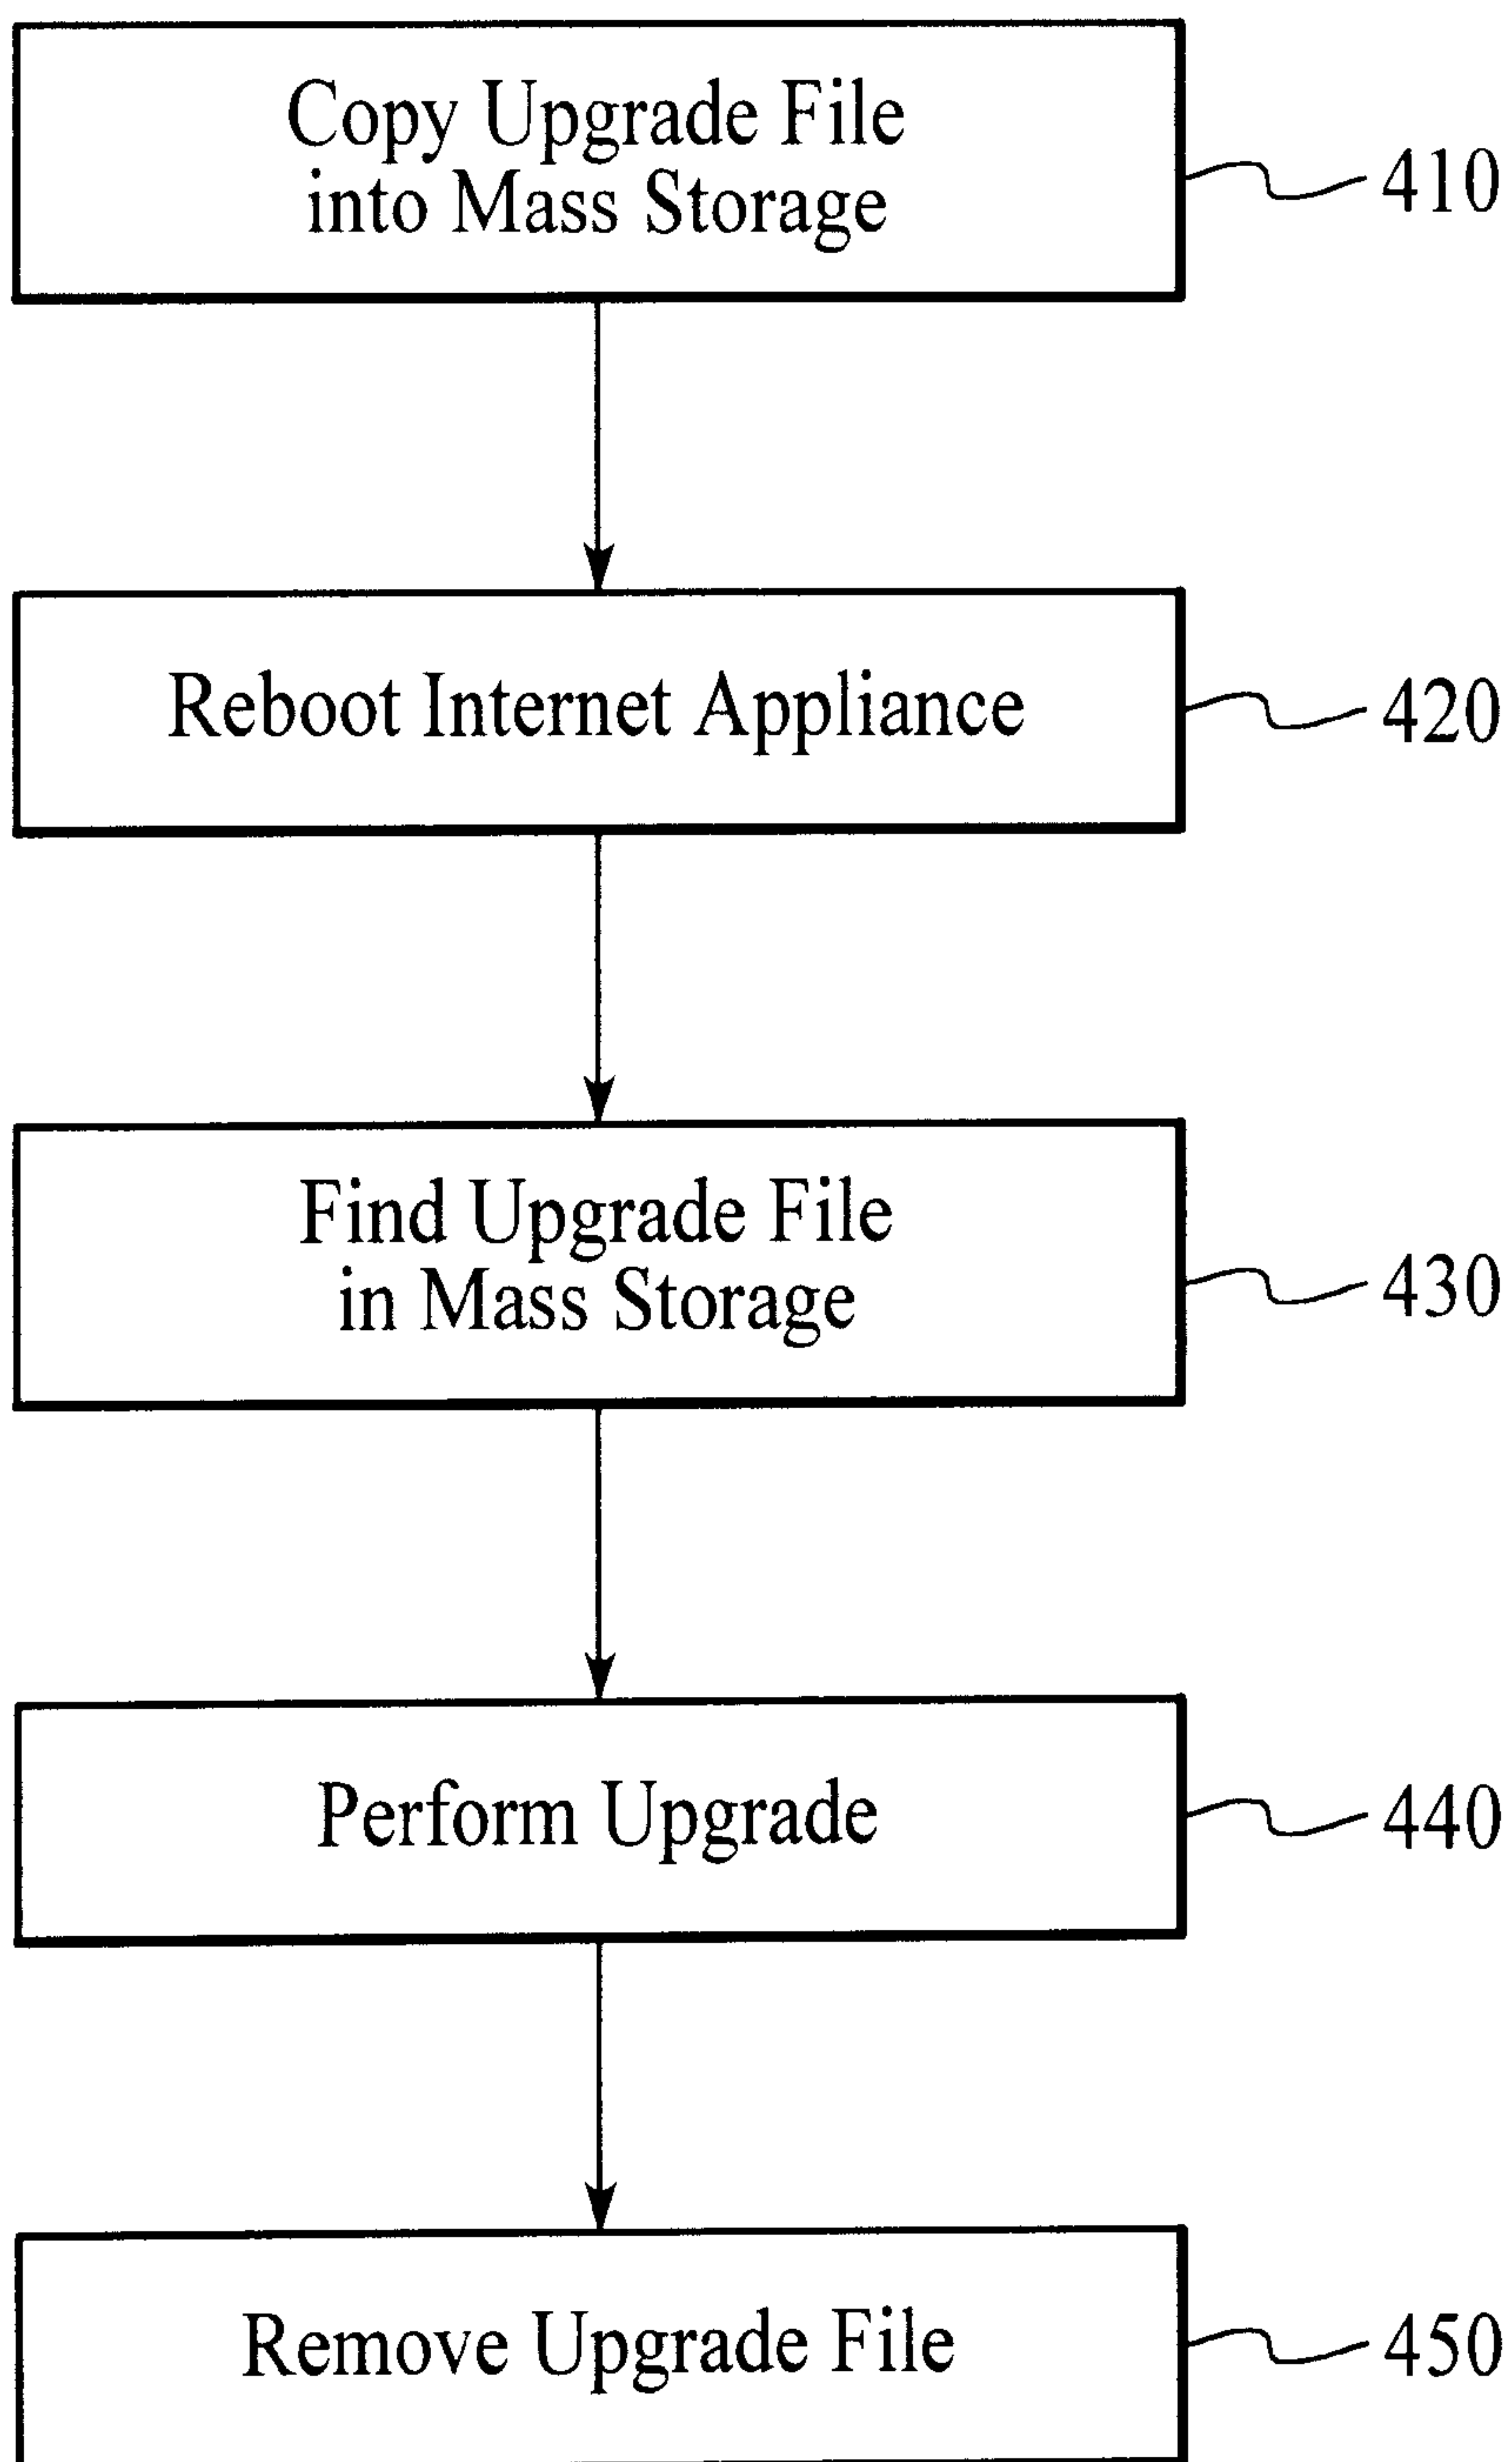 Copy Upgrade File
into Mass Storage
410
Reboot Internet Appliance
420
Find Upgrade File
in Mass Storage
430
Perform Upgrade
440
Remove Upgrade File
450